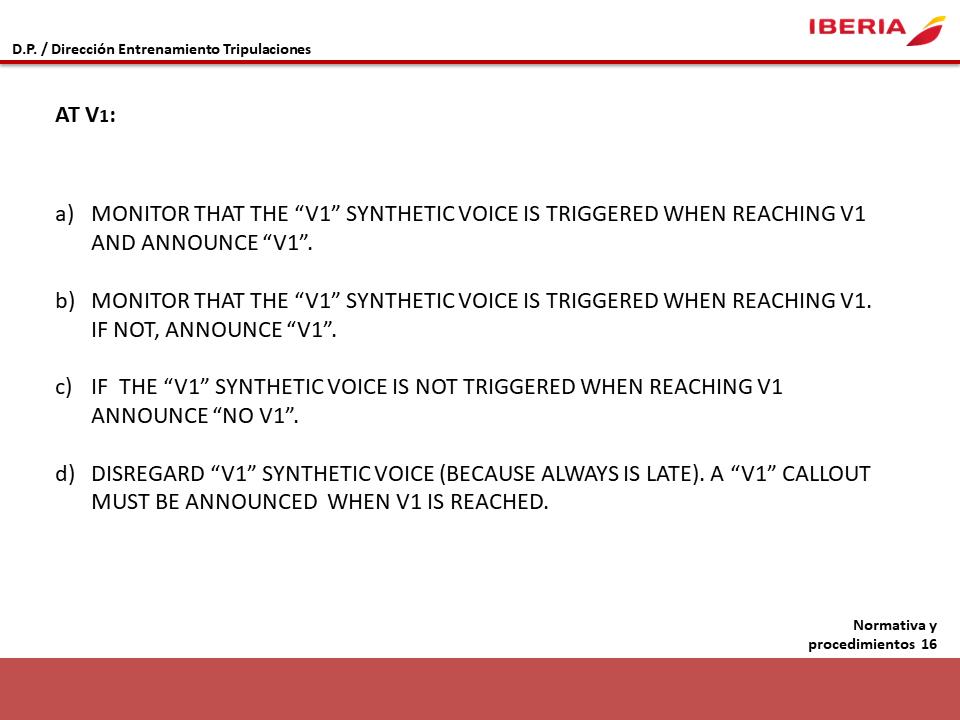 IBERIA
D.P. / Dirección Entrenamiento Tripulaciones
AT V1:
a) MONITOR THAT THE “V1” SYNTHETIC VOICE IS TRIGGERED WHEN REACHING V1
AND ANNOUNCE “V1”.
b) MONITOR THAT THE “V1” SYNTHETIC VOICE IS TRIGGERED WHEN REACHING V1.
IF NOT, ANNOUNCE “V1”.
c) IF THE “V1” SYNTHETIC VOICE IS NOT TRIGGERED WHEN REACHING V1
ANNOUNCE “NO V1”.
d) DISREGARD “V1” SYNTHETIC VOICE (BECAUSE ALWAYS IS LATE). A “V1” CALLOUT
MUST BE ANNOUNCED WHEN V1 IS REACHED.
Normativa y
procedimientos 16